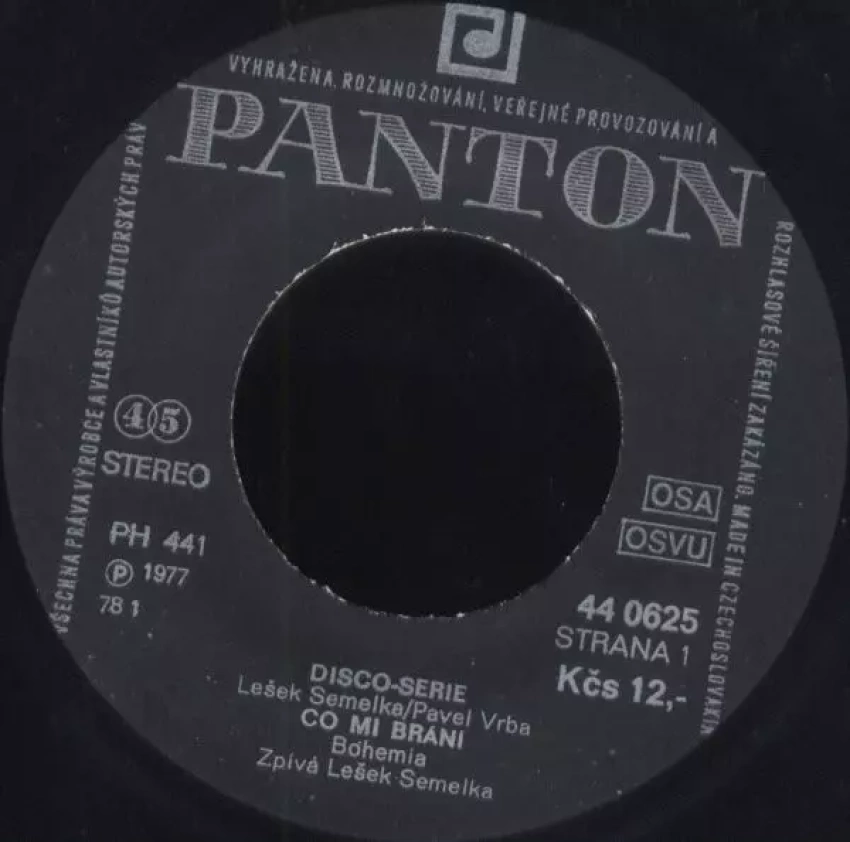 VŠECHNA PRÁVA VÝROBCE A VLASTNÍKŮ AUTORSKÝCH PRÁV
VYHRAŽENA. ROZMNOŽOVÁNÍ, VEŘEJNÉ PROVOZOVÁNÍ A
ROZHLASOVÉ ŠÍŘENÍ ZAKÁZÁNO. MADE IN CZECHOSLOVAKIA
PANTON
45
STEREO
PH 441
Ⓟ 1977
78 1
OSA
OSVU
44 0625
STRANA 1
Kčs 12,-
DISCO-SERIE
Lešek Semelka/Pavel Vrba
CO MI BRÁNI
Bohemia
Zpívá Lešek Semelka